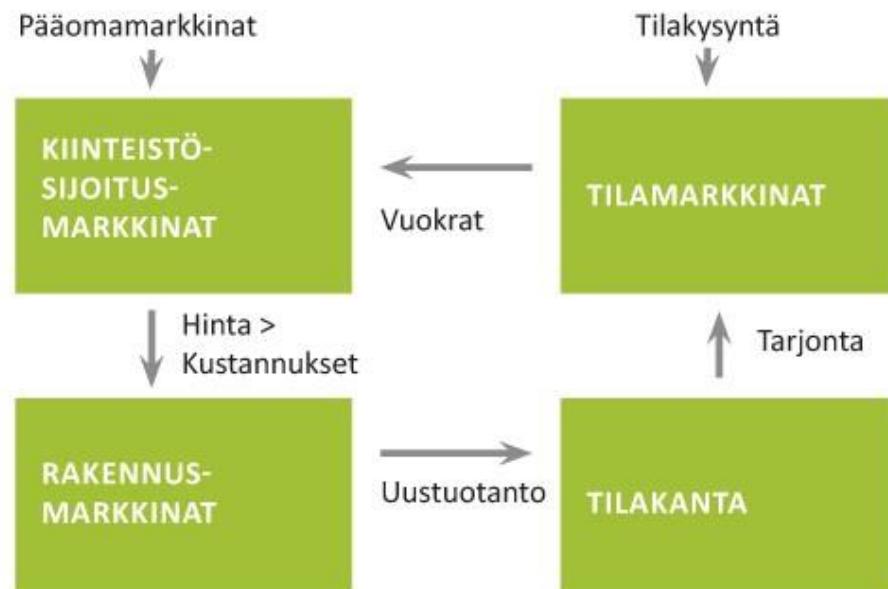 Pääomamarkkinat
Tilakysyntä
KIINTEISTÖ-
SIJOITUS-
MARKKINAT
Vuokrat
TILAMARKKINAT
Hinta >
Kustannukset
Tarjonta
RAKENNUS-
MARKKINAT
Uustuotanto
TILAKANTA